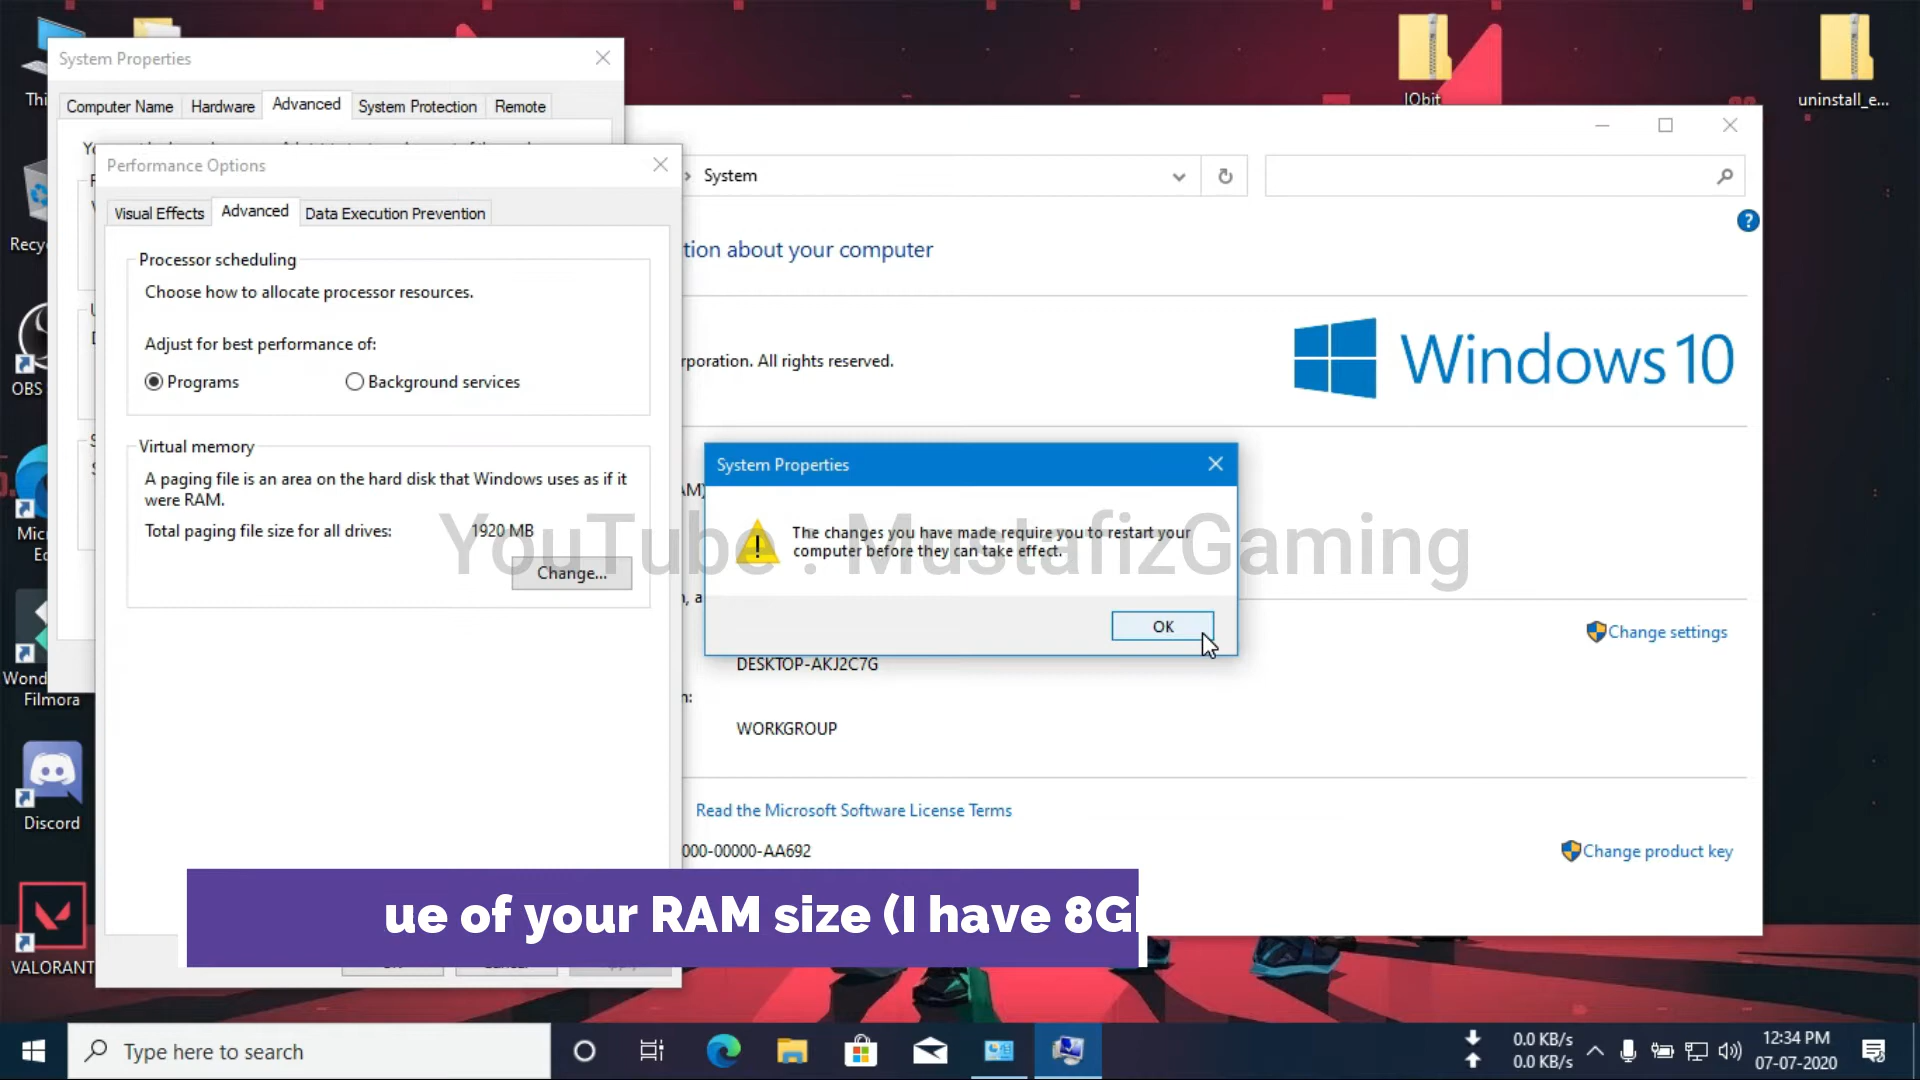 System Properties
Computer Name
Hardware
Advanced
System Protection
Remote
Performance Options
Visual Effects
Advanced
Data Execution Prevention
Processor scheduling
Choose how to allocate processor resources.
Adjust for best performance of:
Programs
Background services
Virtual memory
A paging file is an area on the hard disk that Windows uses as if it
were RAM.
Total paging file size for all drives:
1920 MB
Change...
System
tion about your computer
rporation. All rights reserved.
Windows 10
System Properties
The changes you have made require you to restart your
computer before they can take effect.
OK
YouTube : MustafizGaming
Change settings
DESKTOP-AKJ2C7G
WORKGROUP
Read the Microsoft Software License Terms
000-00000-AA692
Change product key
ue of your RAM size (I have 8G
Thi
Recy
OBS
Mic
Ec
Wond
Filmora
Discord
VALORANT
IObit
uninstall_e...
Type here to search
0.0 KB/s
0.0 KB/s
12:34 PM
07-07-2020